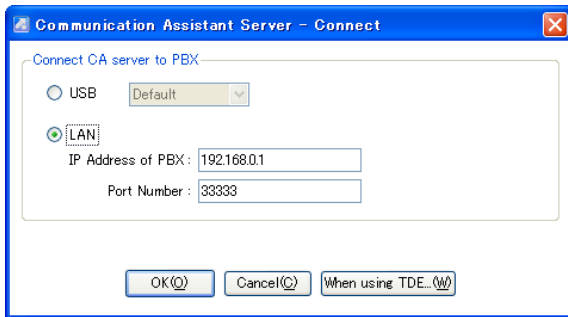 Communication Assistant Server - Connect
Connect CA server to PBX
USB Default
LAN
IP Address of PBX : 192.168.0.1
Port Number : 33333
OK(O) Cancel(C) When using TDE...(W)